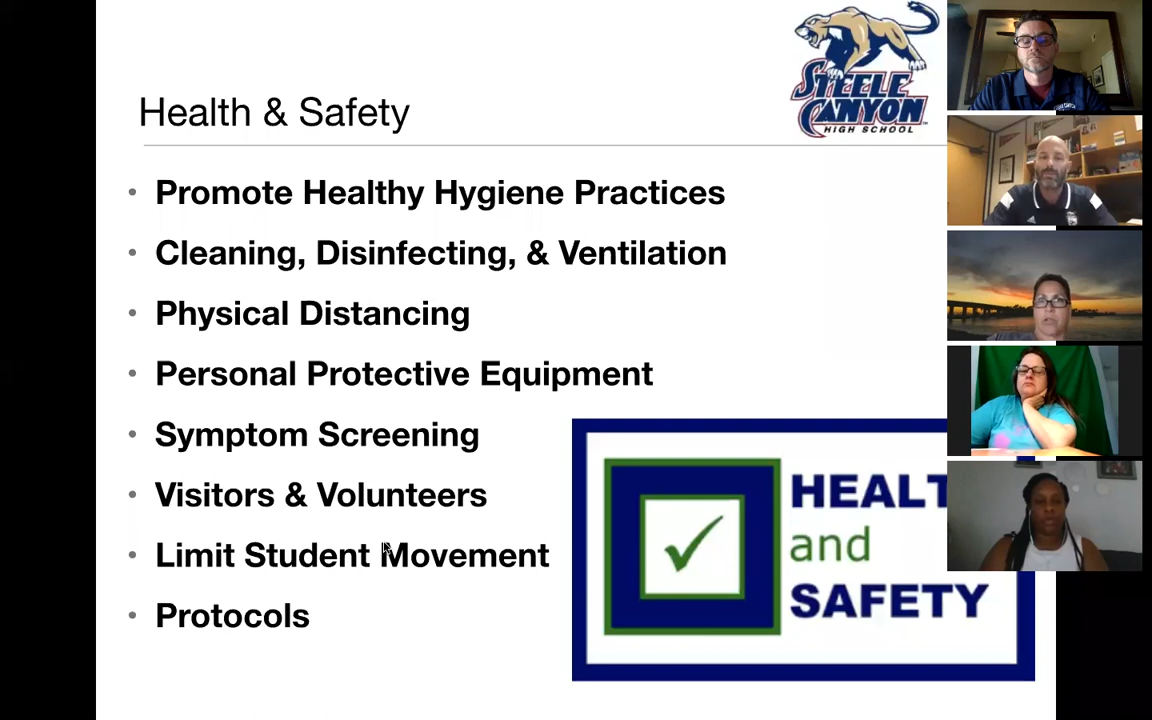 STEELE
CANYON
HIGH SCHOOL
Health & Safety
• Promote Healthy Hygiene Practices
• Cleaning, Disinfecting, & Ventilation
• Physical Distancing
• Personal Protective Equipment
• Symptom Screening
• Visitors & Volunteers
• Limit Student Movement
• Protocols
HEALT
and
SAFETY